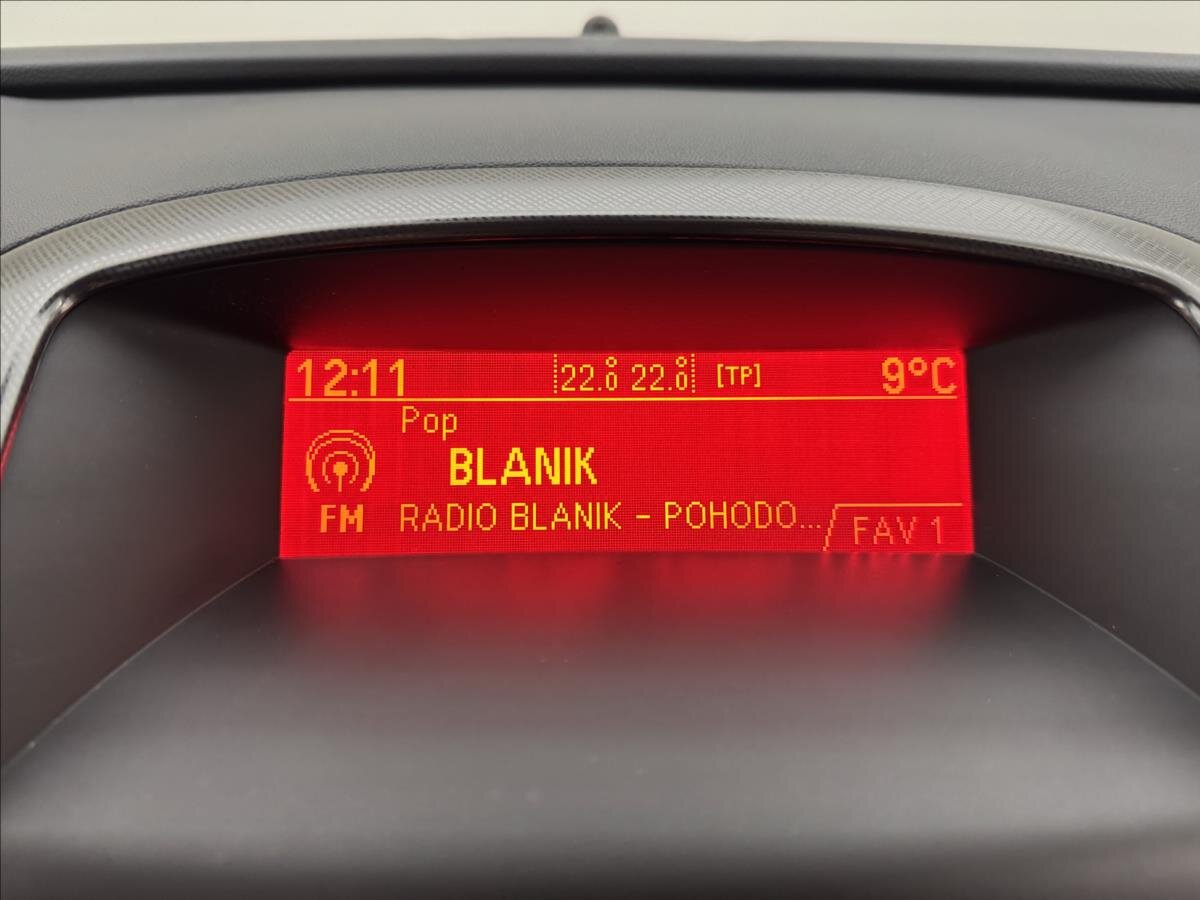 12:11 22.0° 22.0° [TP] 9°C
Pop
BLANIK
FM RADIO BLANIK - POHODO... FAV 1